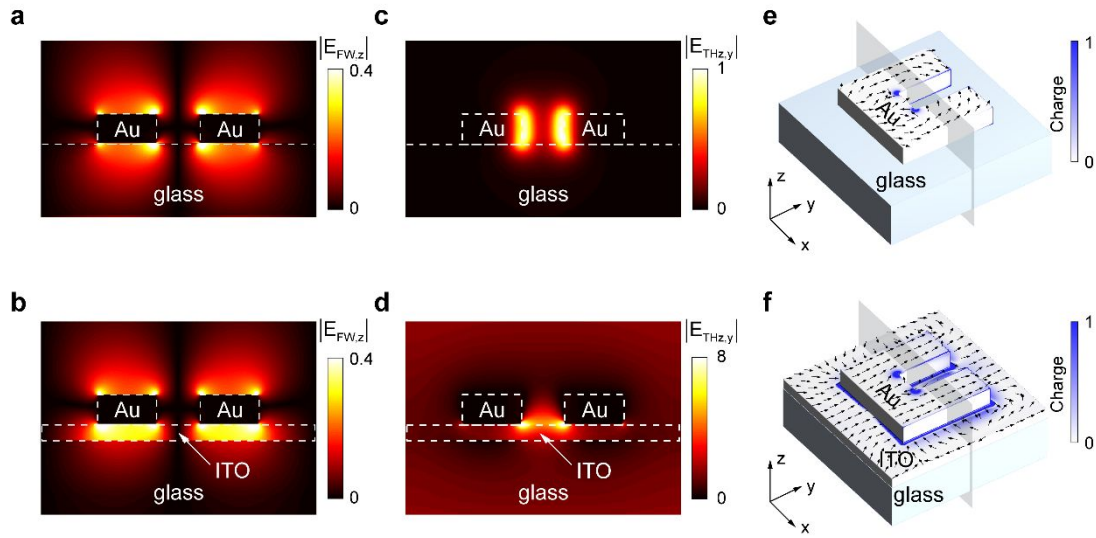 a
|E_FW,z|
0.4
Au
Au
glass
0
c
|E_THz,y|
1
Au
Au
glass
0
e
1
Charge
0
Au
glass
z
y
x
b
|E_FW,z|
0.4
Au
Au
ITO
glass
0
d
|E_THz,y|
8
Au
Au
ITO
glass
0
f
1
Charge
0
Au
ITO
glass
z
y
x